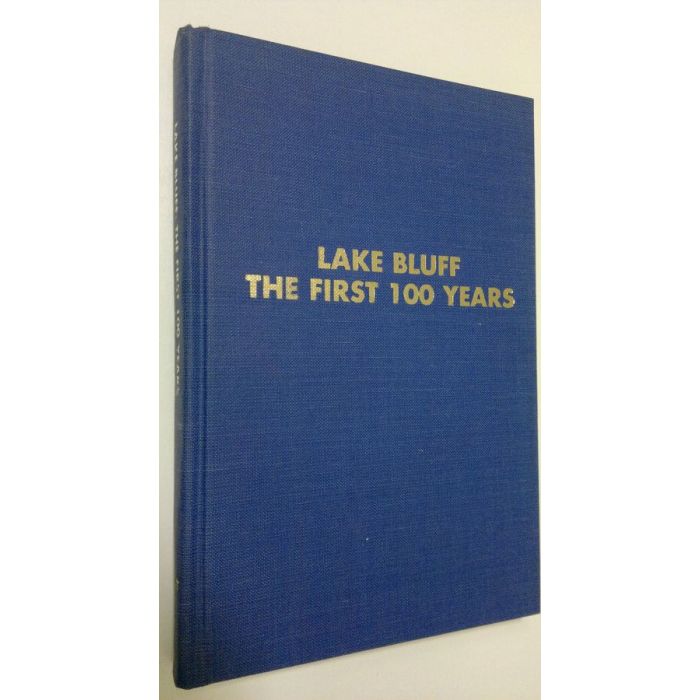 LAKE BLUFF
THE FIRST 100 YEARS
LAKE BLUFF THE FIRST 100 YEARS